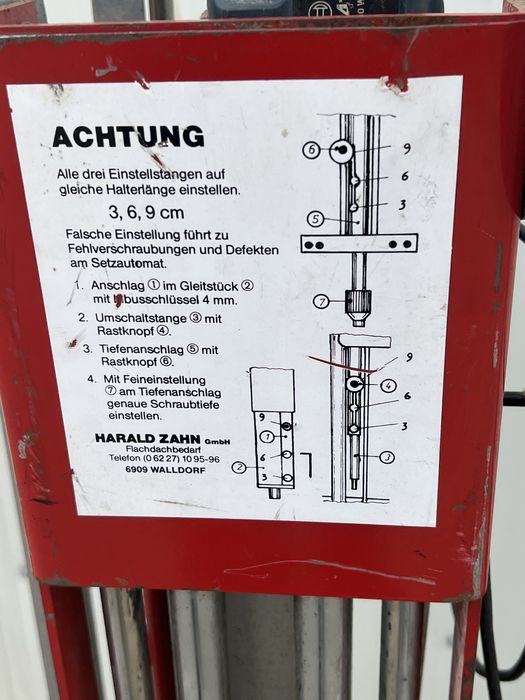 ACHTUNG
Alle drei Einstellstangen auf
gleiche Halterlänge einstellen.
3, 6, 9 cm
Falsche Einstellung führt zu
Fehlverschraubungen und Defekten
am Setzautomat.
1. Anschlag ① im Gleitstück ②
mit Inbusschlüssel 4 mm.
2. Umschaltstange ③ mit
Rastknopf ④.
3. Tiefenanschlag ⑤ mit
Rastknopf ⑥.
4. Mit Feineinstellung
⑦ am Tiefenanschlag
genaue Schraubtiefe
einstellen.
HARALD ZAHN GmbH
Flachdachbedarf
Telefon (0 62 27) 10 95-96
6909 WALLDORF
⑥ 9
6
3
⑤
⑦
9
④
6
3
③
9
①
6
②
3